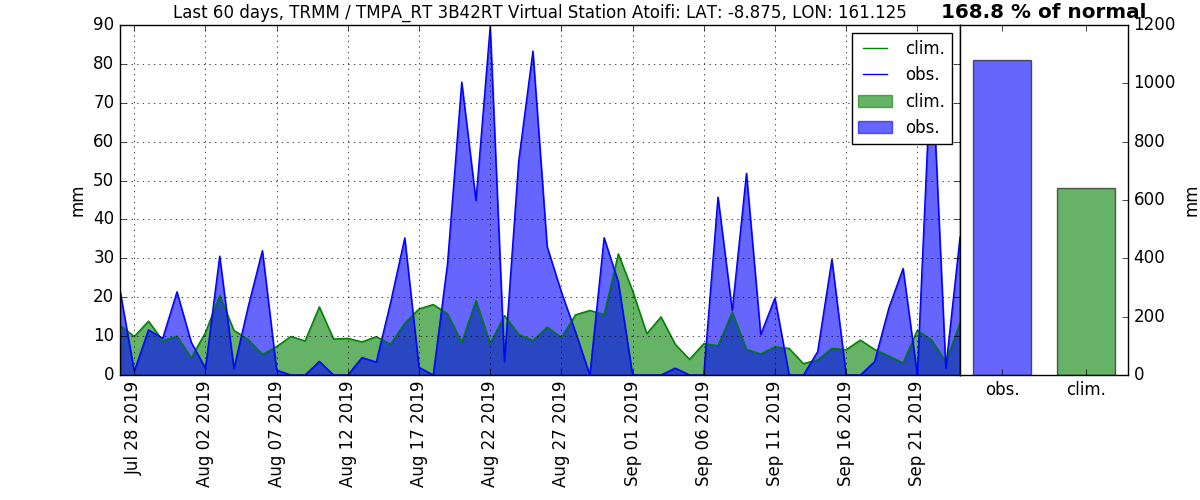 Last 60 days, TRMM / TMPA_RT 3B42RT Virtual Station Atoifi: LAT: -8.875, LON: 161.125
168.8 % of normal
90
80
70
60
50
40
30
20
10
0
mm
clim.
obs.
clim.
obs.
Jul 28 2019
Aug 02 2019
Aug 07 2019
Aug 12 2019
Aug 17 2019
Aug 22 2019
Aug 27 2019
Sep 01 2019
Sep 06 2019
Sep 11 2019
Sep 16 2019
Sep 21 2019
1200
1000
800
600
400
200
0
mm
obs.
clim.